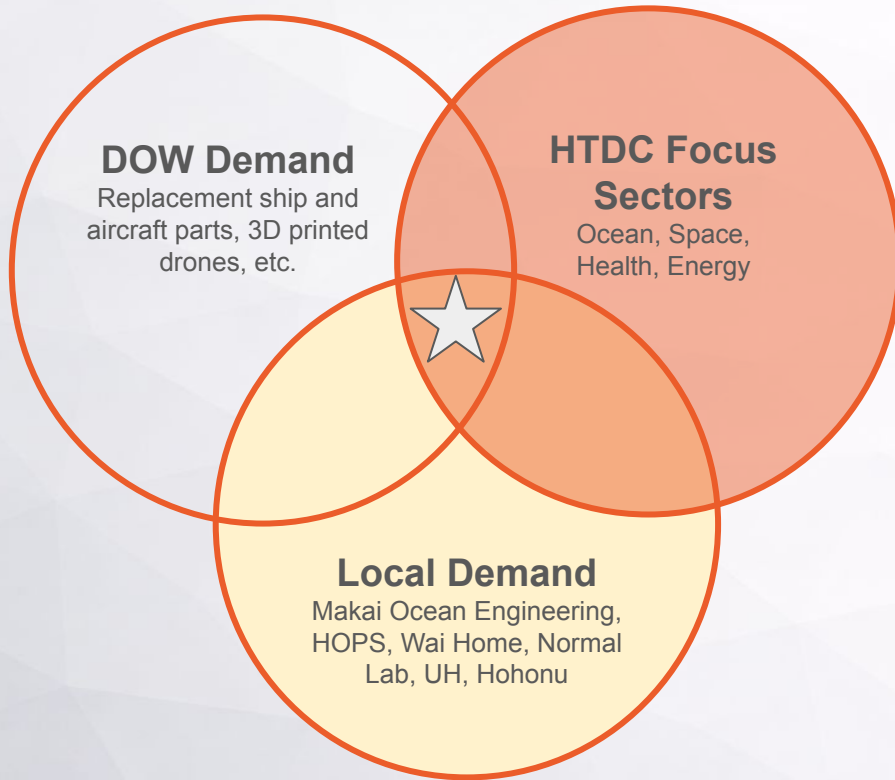 DOW Demand
Replacement ship and
aircraft parts, 3D printed
drones, etc.
HTDC Focus
Sectors
Ocean, Space,
Health, Energy
Local Demand
Makai Ocean Engineering,
HOPS, Wai Home, Normal
Lab, UH, Hohonu